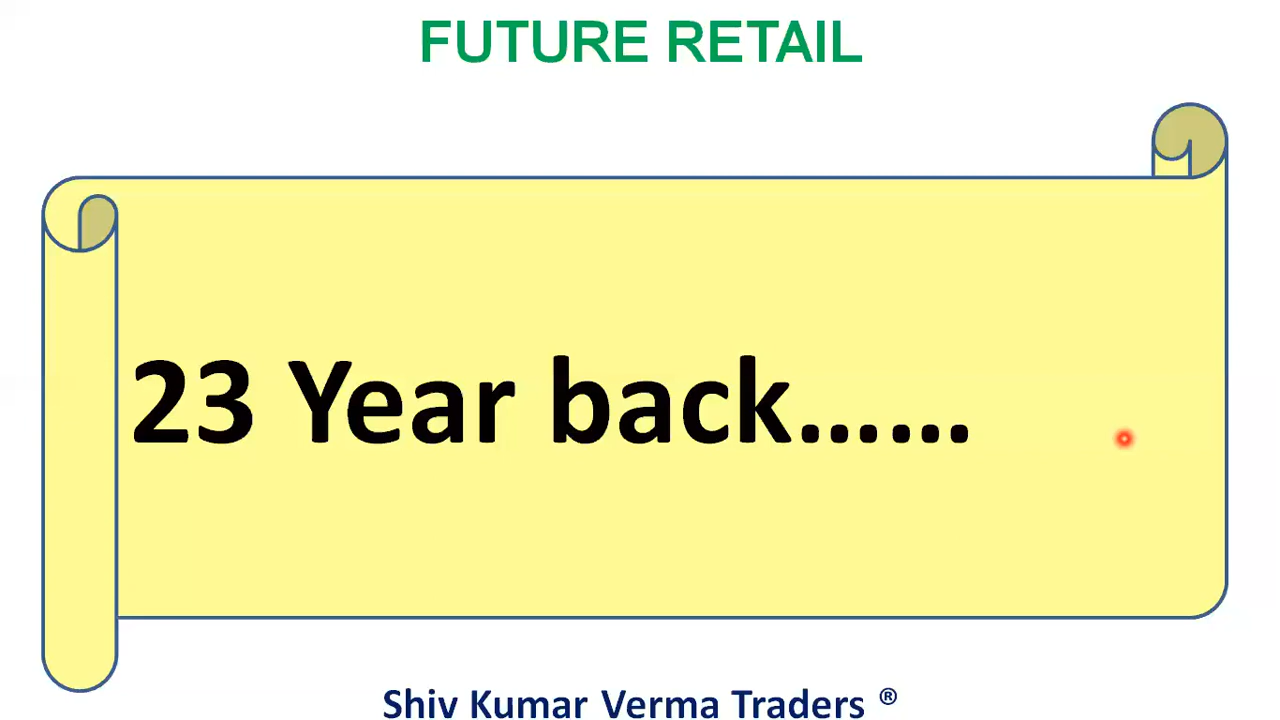 FUTURE RETAIL
23 Year back......
Shiv Kumar Verma Traders ®